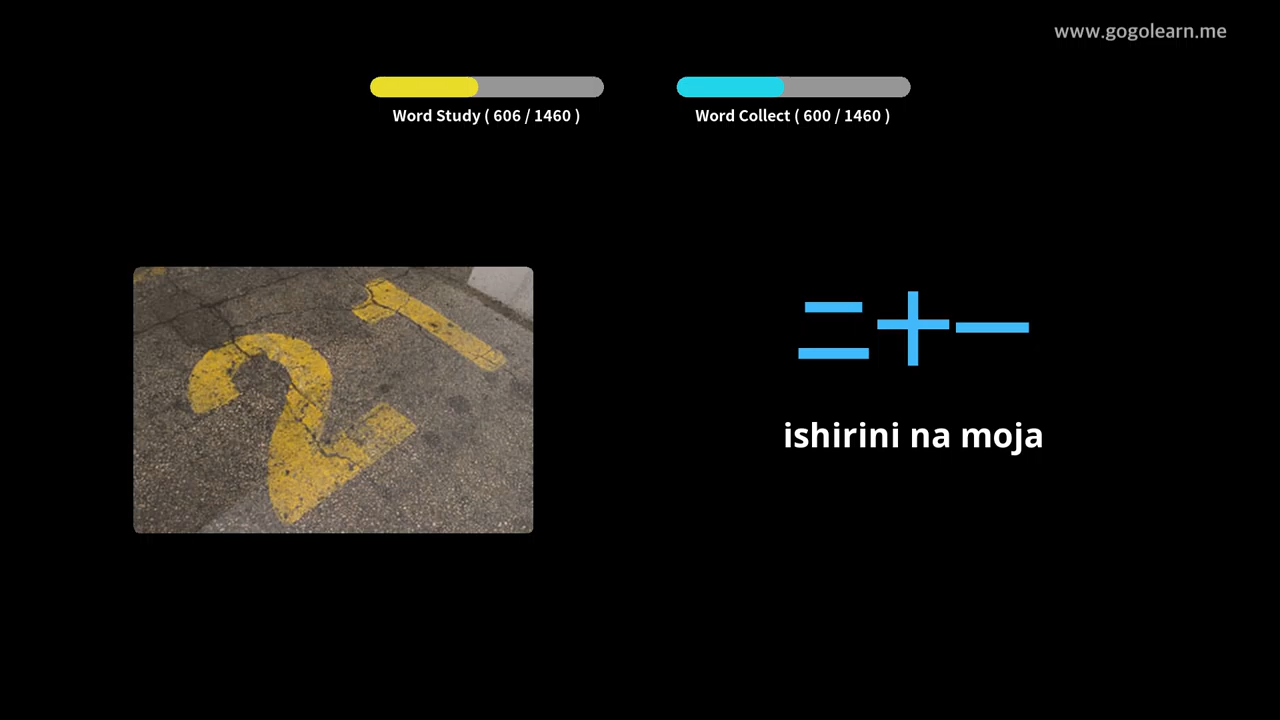 www.gogolearn.me
Word Study ( 606 / 1460 )
Word Collect ( 600 / 1460 )
21
二十一
ishirini na moja